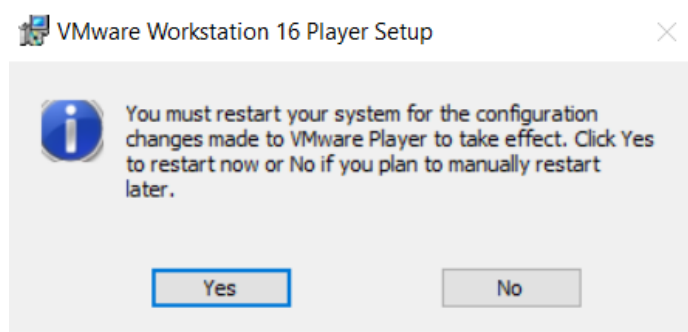 VMware Workstation 16 Player Setup
You must restart your system for the configuration
changes made to VMware Player to take effect. Click Yes
to restart now or No if you plan to manually restart
later.
Yes
No